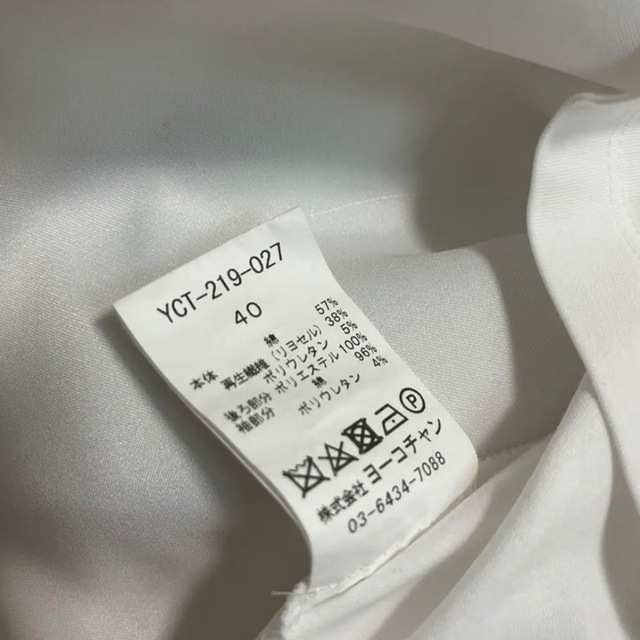 YCT-219-027
40
本体 綿 57%
再生繊維 (リヨセル) 38%
ポリウレタン 5%
後ろ部分 ポリエステル 100%
袖部分 綿 96%
ポリウレタン 4%
P
株式会社 ヨーコチャン
03-6434-7088